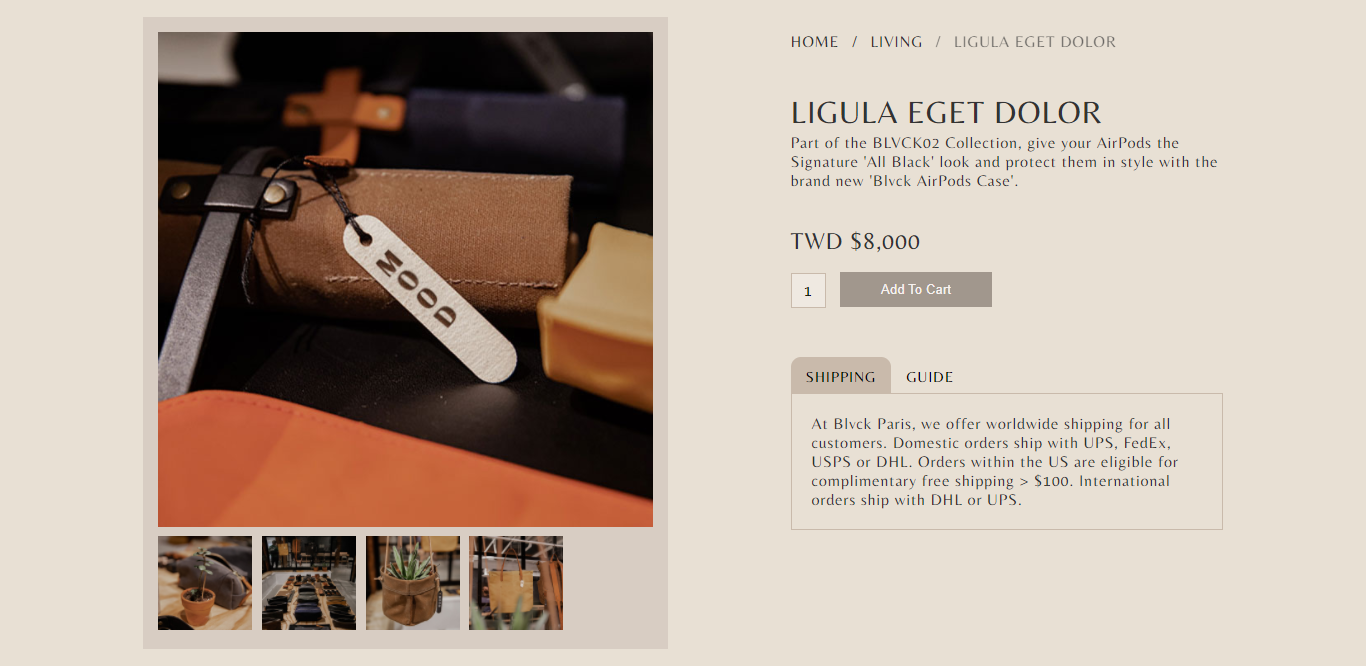 HOME / LIVING / LIGULA EGET DOLOR
LIGULA EGET DOLOR
Part of the BLVCK02 Collection, give your AirPods the
Signature 'All Black' look and protect them in style with the
brand new 'Blvck AirPods Case'.
TWD $8,000
1 Add To Cart
SHIPPING GUIDE
At Blvck Paris, we offer worldwide shipping for all
customers. Domestic orders ship with UPS, FedEx,
USPS or DHL. Orders within the US are eligible for
complimentary free shipping > $100. International
orders ship with DHL or UPS.
MOOD